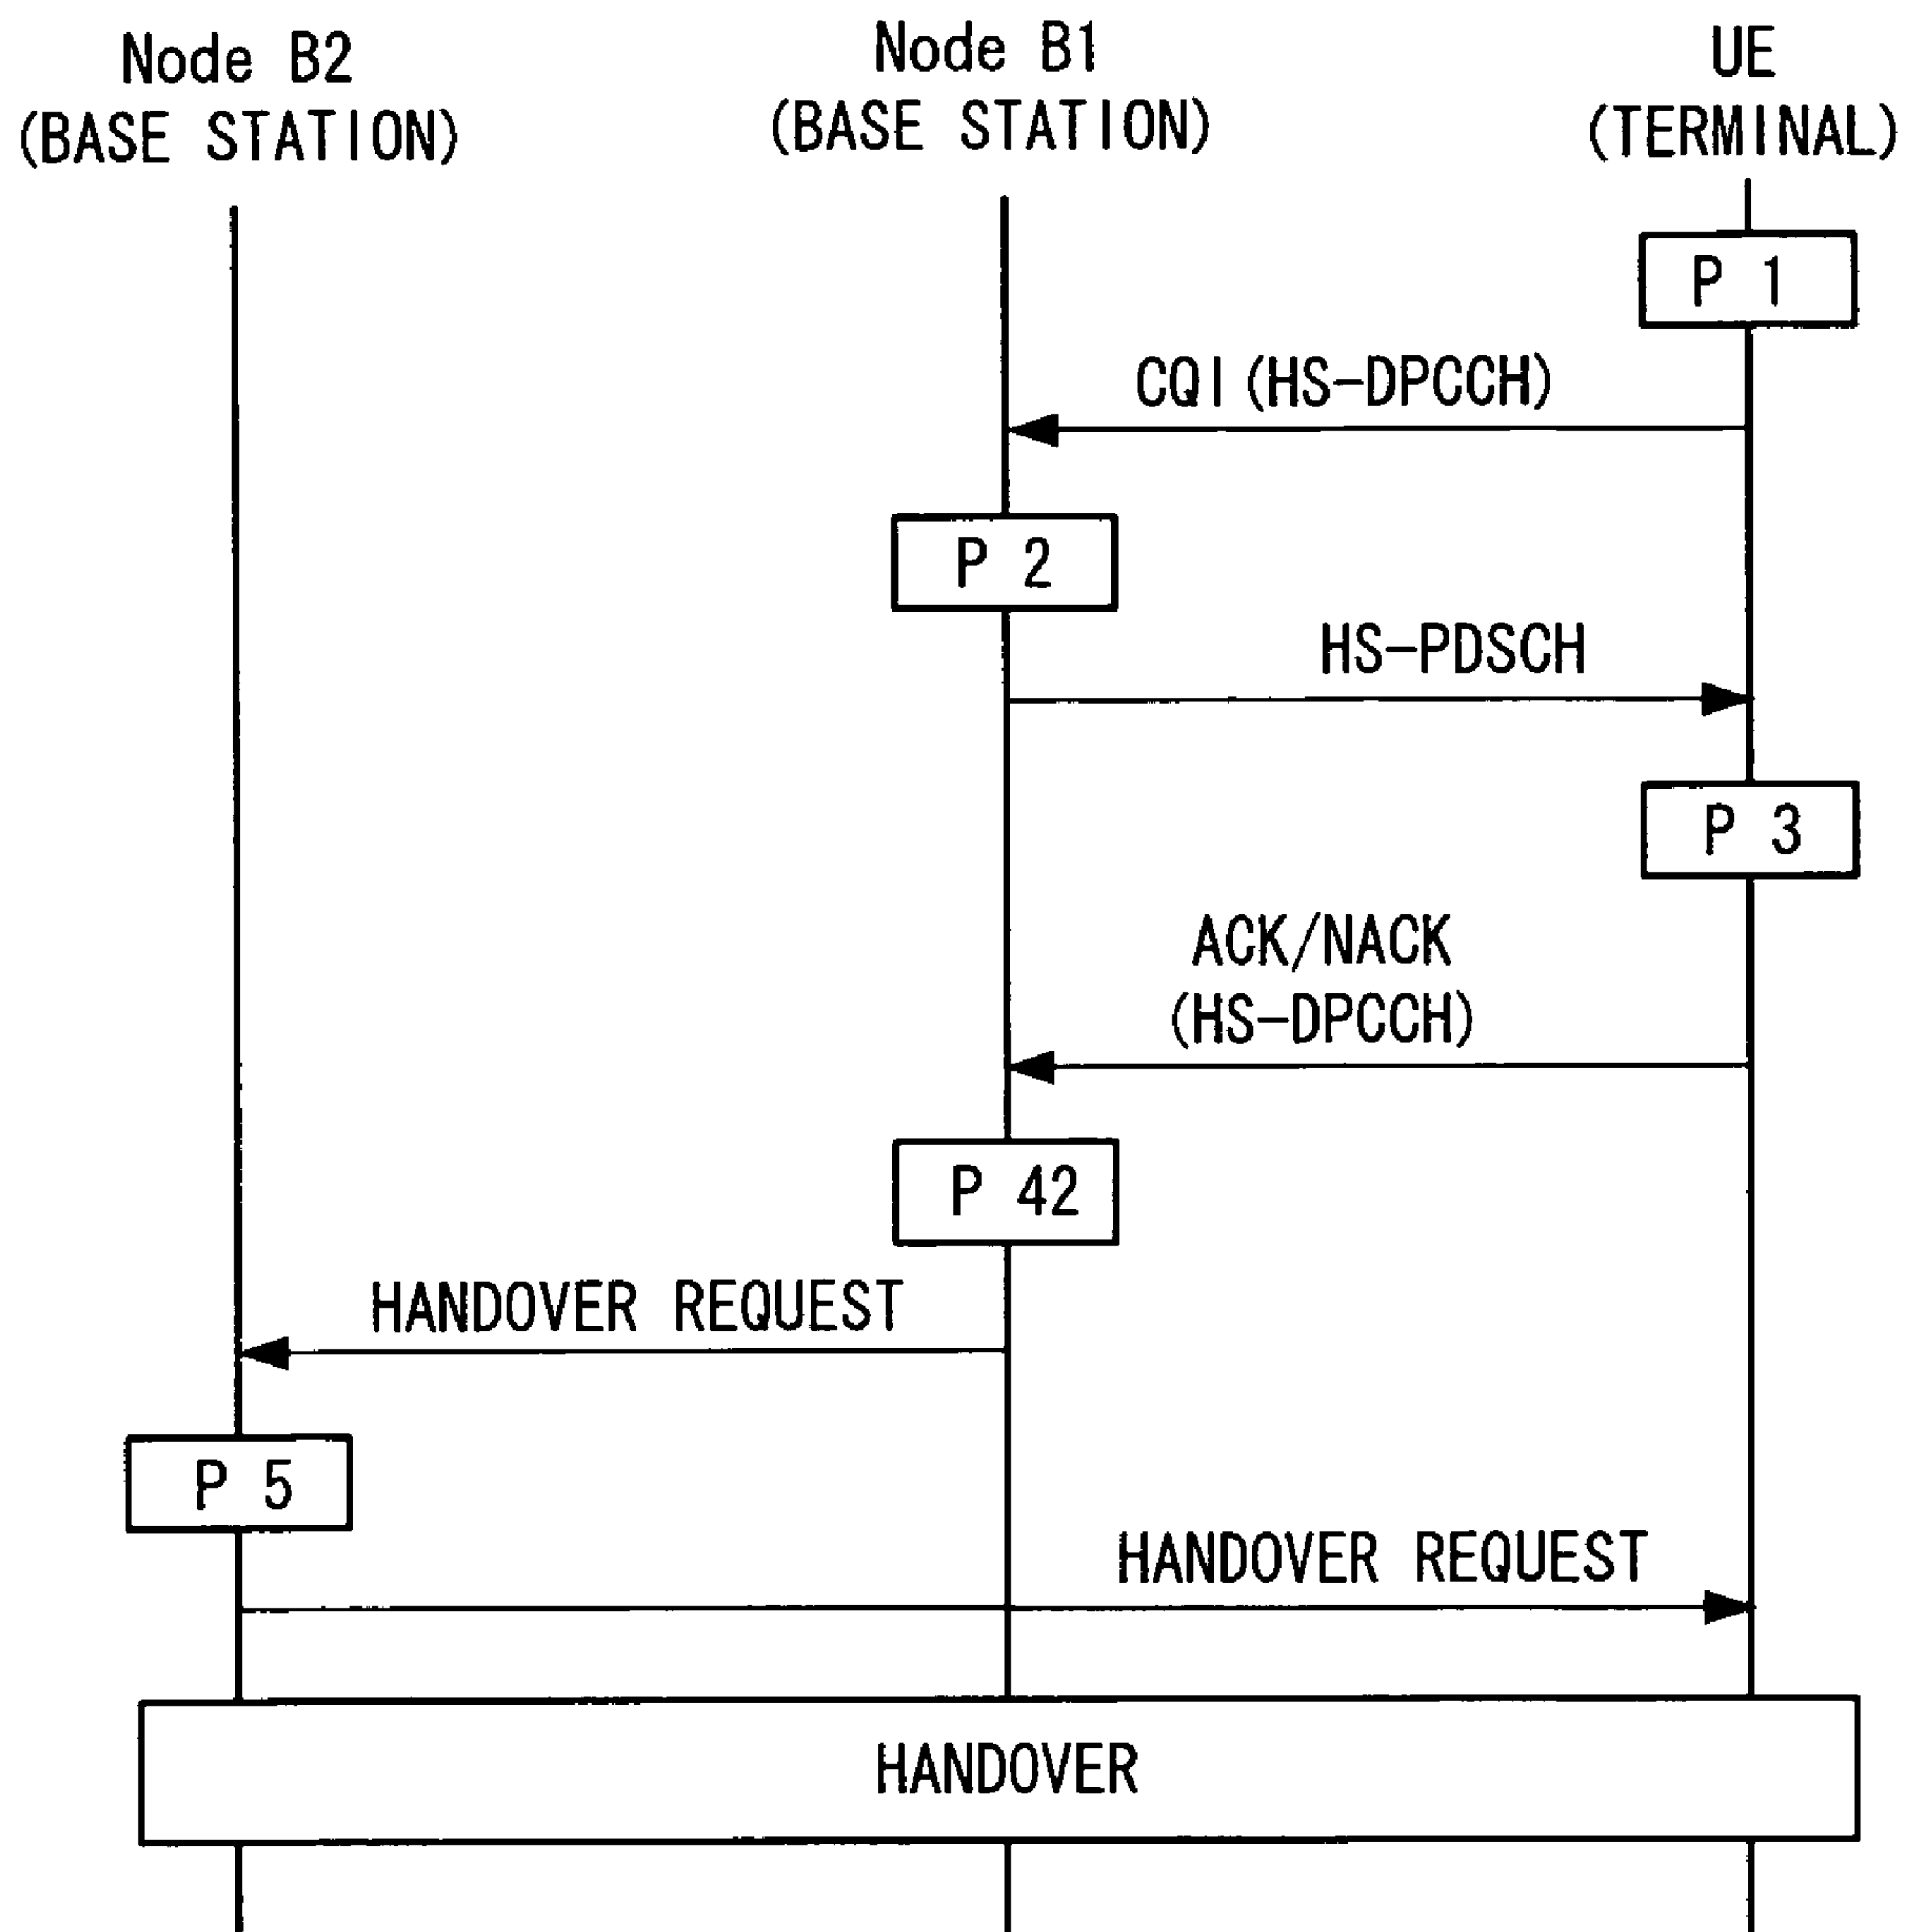 Node B2
(BASE STATION)
Node B1
(BASE STATION)
UE
(TERMINAL)
P 1
CQI (HS-DPCCH)
P 2
HS-PDSCH
P 3
ACK/NACK
(HS-DPCCH)
P 42
HANDOVER REQUEST
P 5
HANDOVER REQUEST
HANDOVER